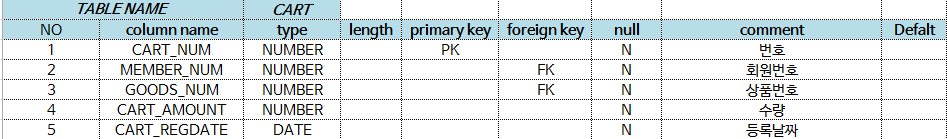 TABLE NAME CART
NO column name type length primary key foreign key null comment Defalt
1 CART_NUM NUMBER PK N 번호
2 MEMBER_NUM NUMBER FK N 회원번호
3 GOODS_NUM NUMBER FK N 상품번호
4 CART_AMOUNT NUMBER N 수량
5 CART_REGDATE DATE N 등록날짜